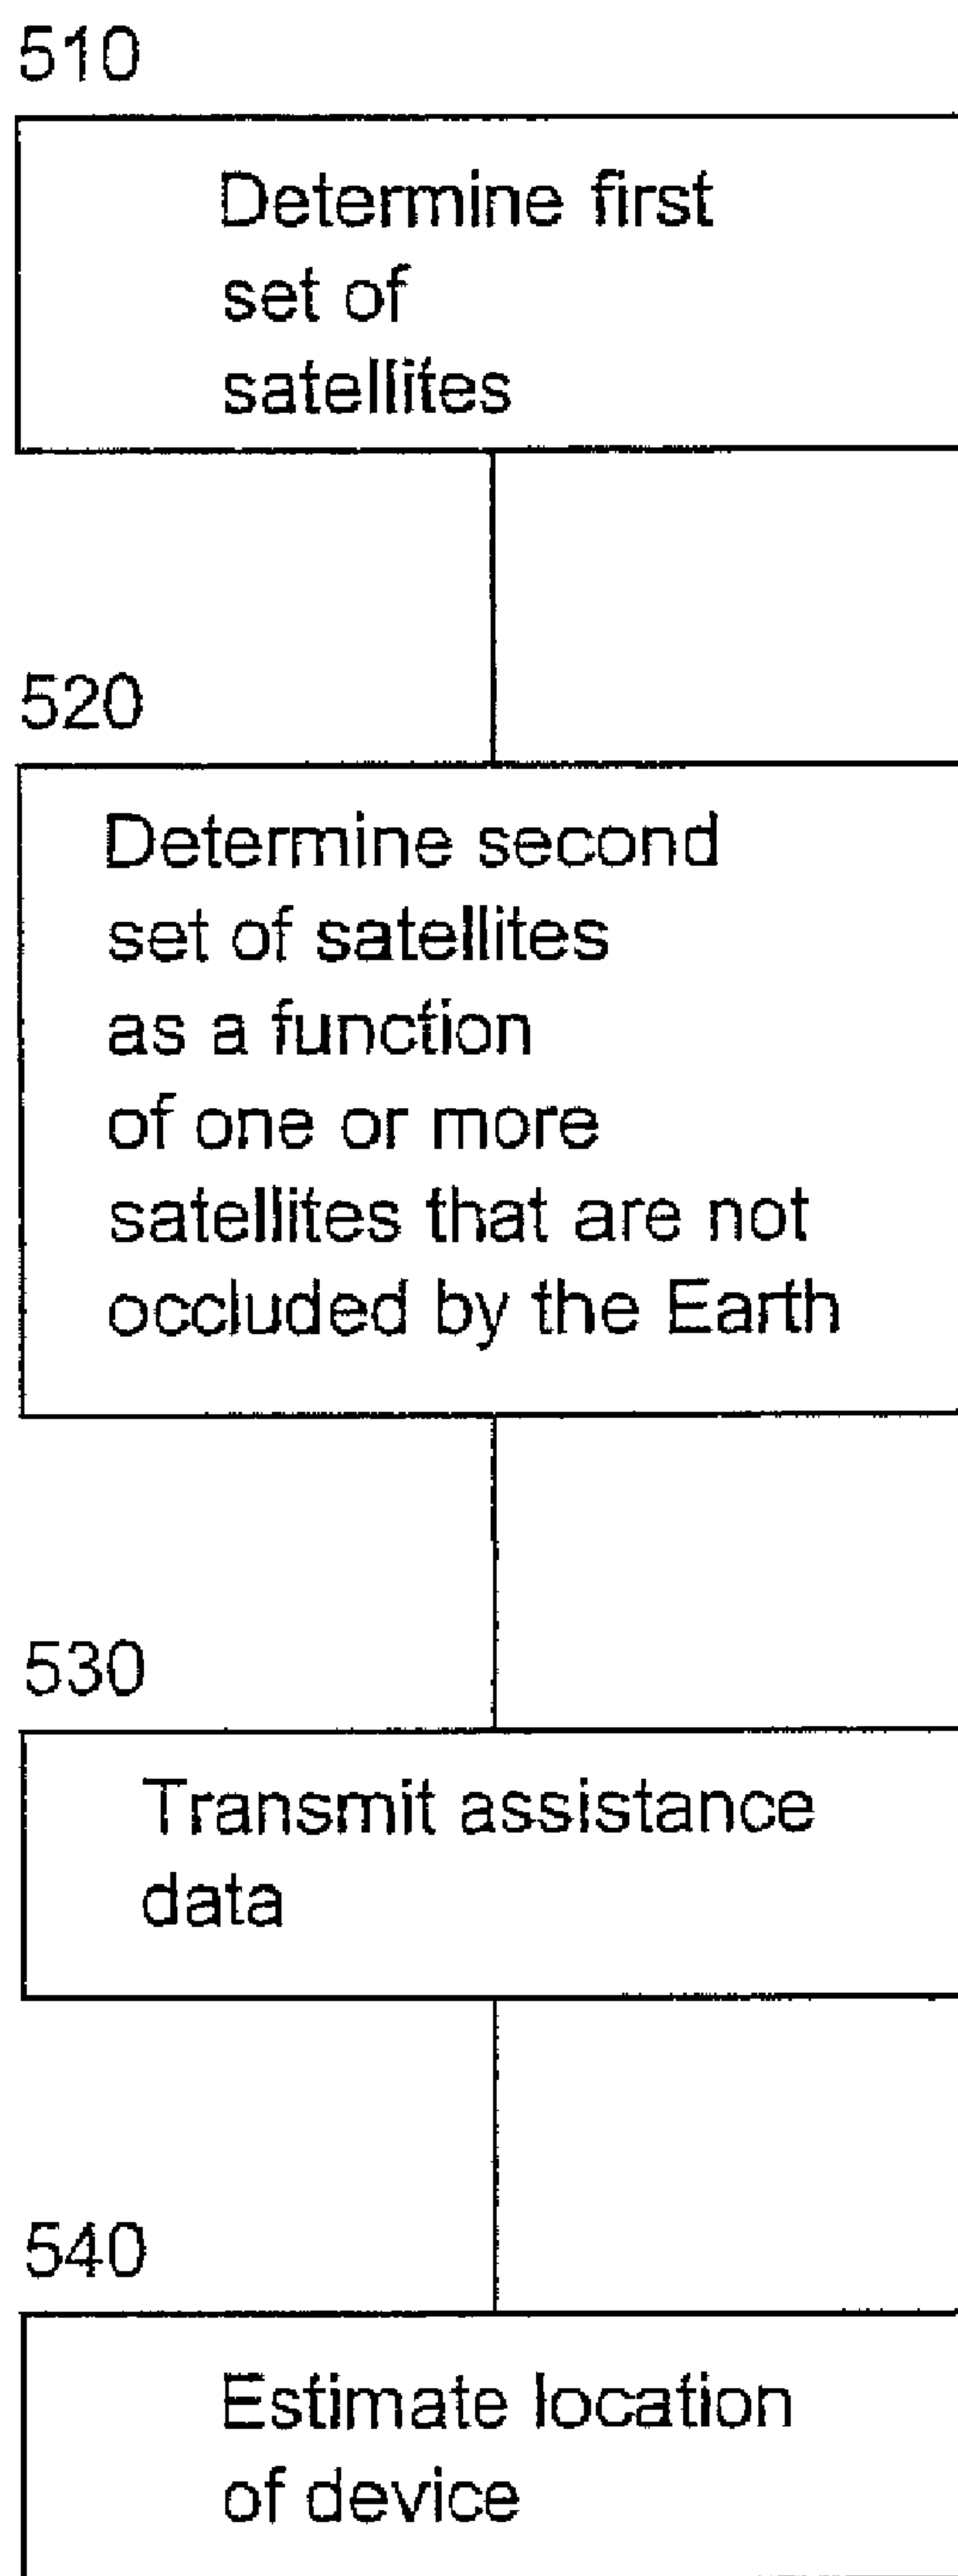 510
Determine first
set of
satellites
520
Determine second
set of satellites
as a function
of one or more
satellites that are not
occluded by the Earth
530
Transmit assistance
data
540
Estimate location
of device